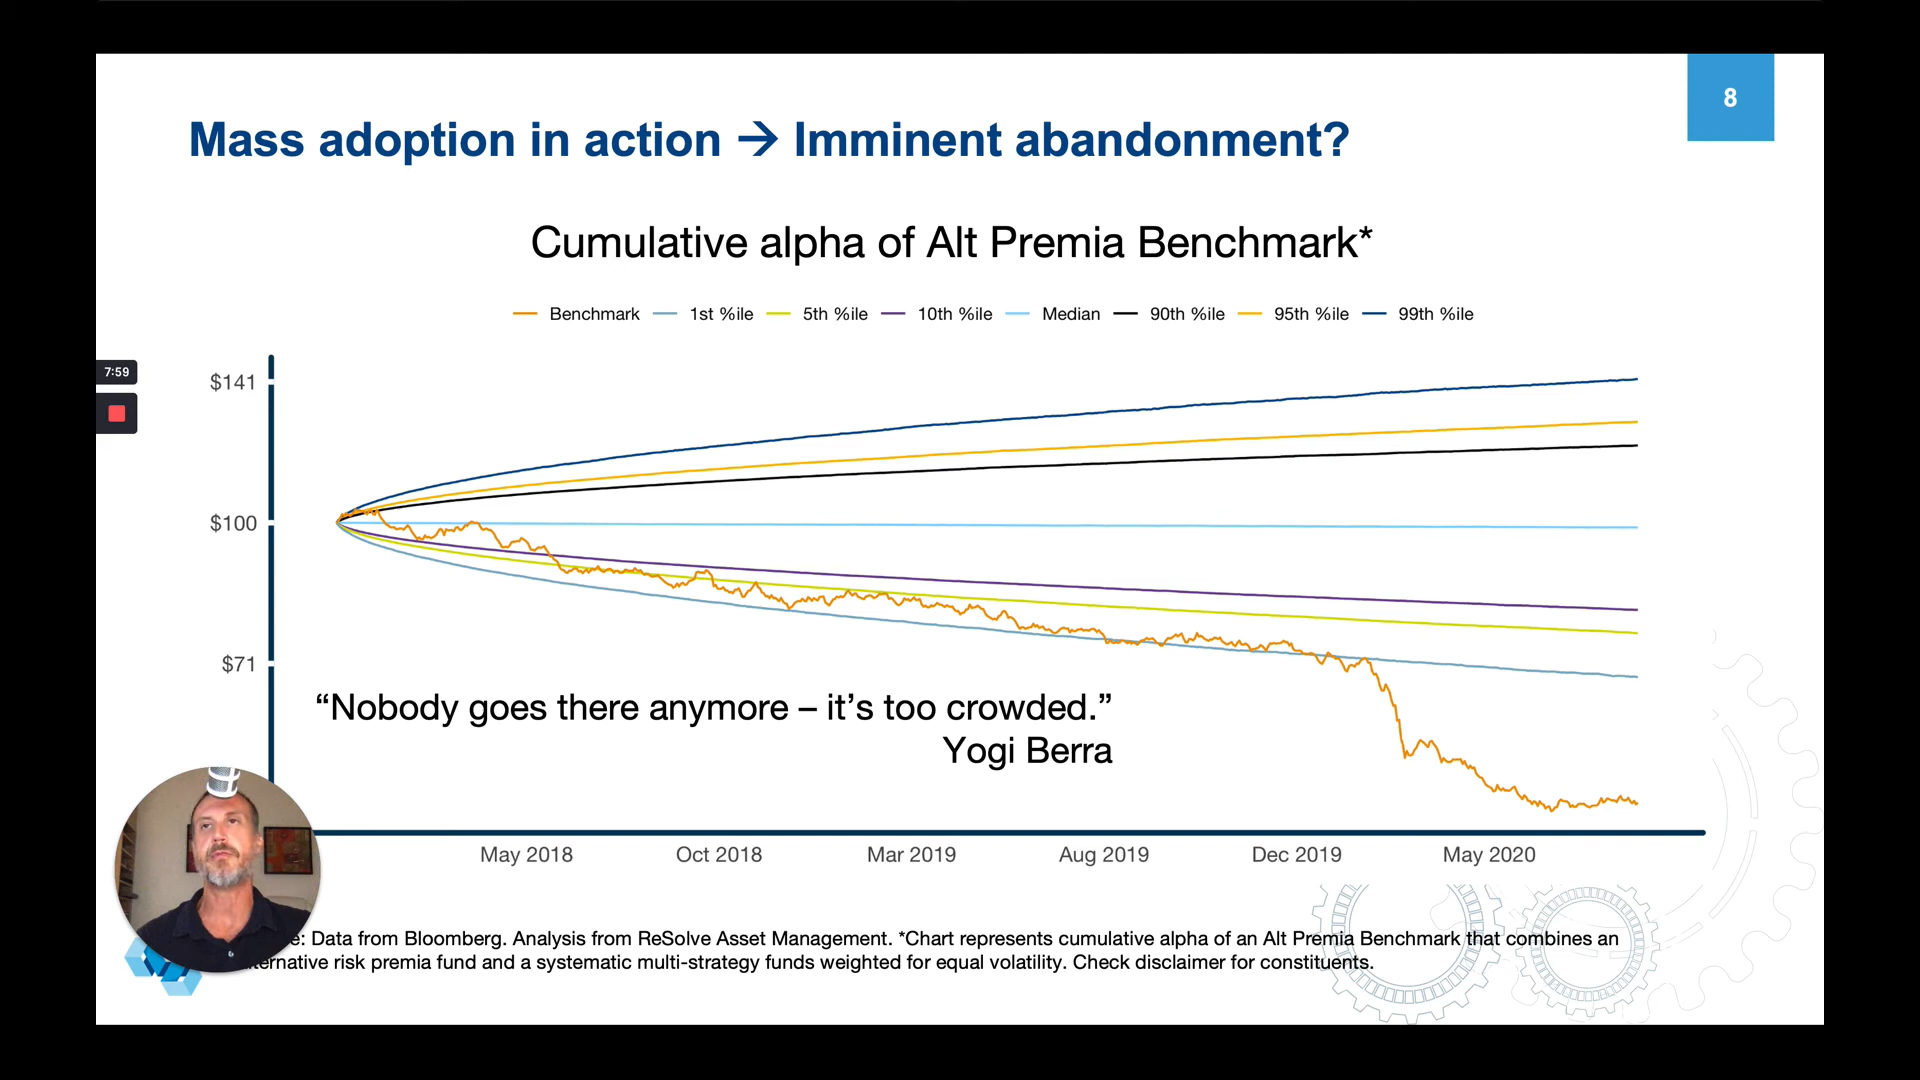 8
Mass adoption in action → Imminent abandonment?
Cumulative alpha of Alt Premia Benchmark*
Benchmark 1st %ile 5th %ile 10th %ile Median 90th %ile 95th %ile 99th %ile
7:59
$141
$100
$71
“Nobody goes there anymore – it’s too crowded.”
Yogi Berra
May 2018 Oct 2018 Mar 2019 Aug 2019 Dec 2019 May 2020
Data from Bloomberg. Analysis from ReSolve Asset Management. *Chart represents cumulative alpha of an Alt Premia Benchmark that combines an
risk premia fund and a systematic multi-strategy funds weighted for equal volatility. Check disclaimer for constituents.